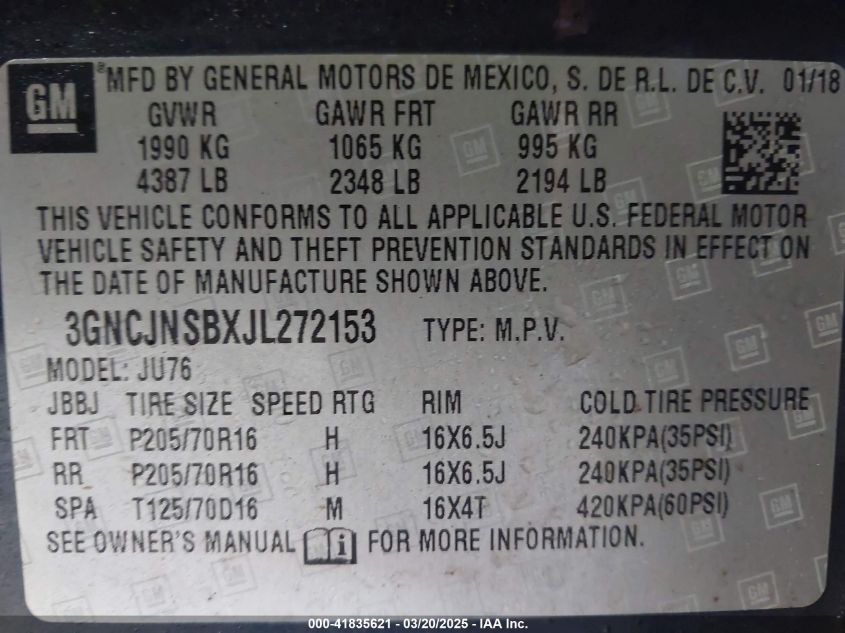 GM ® MFD BY GENERAL MOTORS DE MEXICO, S. DE R.L. DE C.V. 01/18
GVWR GAWR FRT GAWR RR
1990 KG 1065 KG 995 KG
4387 LB 2348 LB 2194 LB
THIS VEHICLE CONFORMS TO ALL APPLICABLE U.S. FEDERAL MOTOR
VEHICLE SAFETY AND THEFT PREVENTION STANDARDS IN EFFECT ON
THE DATE OF MANUFACTURE SHOWN ABOVE.
3GNCJNSBXJL272153 TYPE: M.P.V.
MODEL: JU76
JBBJ TIRE SIZE SPEED RTG RIM COLD TIRE PRESSURE
FRT P205/70R16 H 16X6.5J 240KPA(35PSI)
RR P205/70R16 H 16X6.5J 240KPA(35PSI)
SPA T125/70D16 M 16X4T 420KPA(60PSI)
SEE OWNER'S MANUAL i FOR MORE INFORMATION.
000-41835621 - 03/20/2025 - IAA Inc.